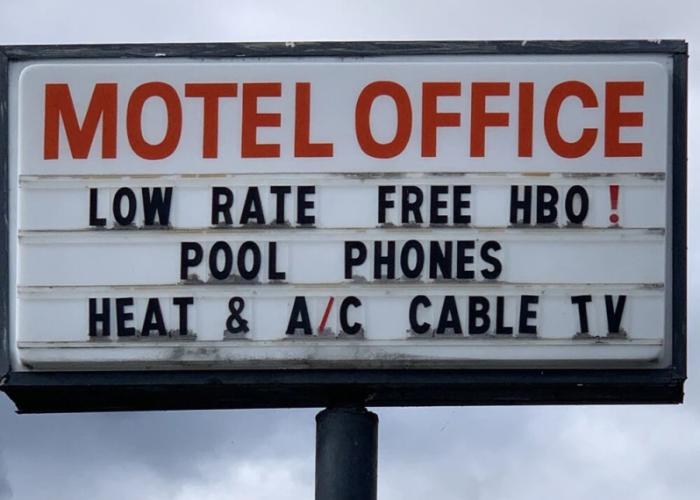 MOTEL OFFICE
LOW RATE FREE HBO!
POOL PHONES
HEAT & A/C CABLE TV